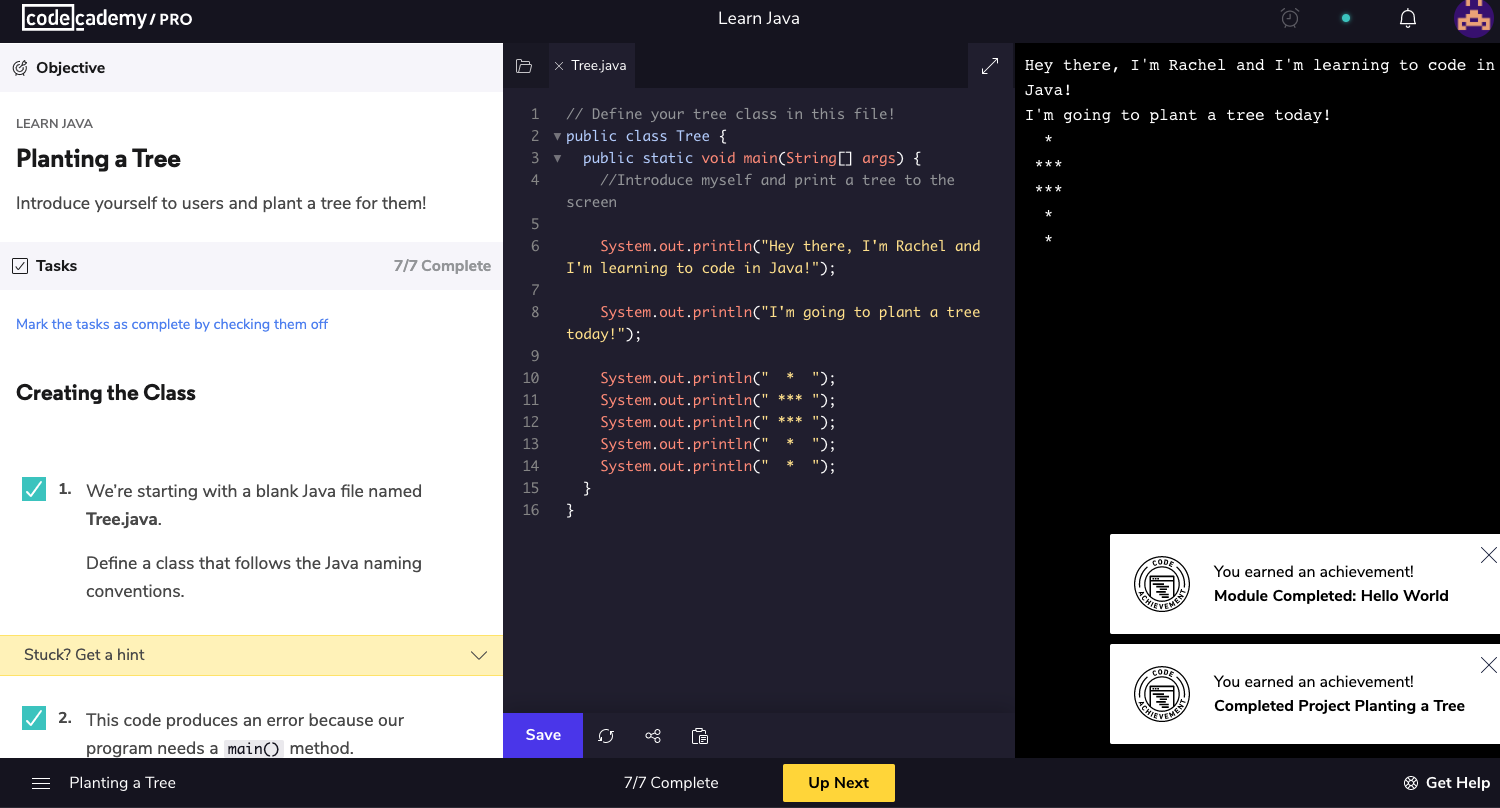 codecademy/PRO
Learn Java
Objective
LEARN JAVA
Planting a Tree
Introduce yourself to users and plant a tree for them!
Tasks
7/7 Complete
Mark the tasks as complete by checking them off
Creating the Class
1. We're starting with a blank Java file named
Tree.java.
Define a class that follows the Java naming
conventions.
Stuck? Get a hint
2. This code produces an error because our
program needs a main() method.
Tree.java
1 // Define your tree class in this file!
2 public class Tree {
3   public static void main(String[] args) {
4     //Introduce myself and print a tree to the
screen
5
6     System.out.println("Hey there, I'm Rachel and
I'm learning to code in Java!");
7
8     System.out.println("I'm going to plant a tree
today!");
9
10     System.out.println("  *  ");
11     System.out.println(" *** ");
12     System.out.println(" *** ");
13     System.out.println("  *  ");
14     System.out.println("  *  ");
15   }
16 }
Save
Hey there, I'm Rachel and I'm learning to code in
Java!
I'm going to plant a tree today!
  *
 ***
 ***
  *
  *
CODE
ACHIEVEMENT
You earned an achievement!
Module Completed: Hello World
CODE
ACHIEVEMENT
You earned an achievement!
Completed Project Planting a Tree
Planting a Tree
7/7 Complete
Up Next
Get Help